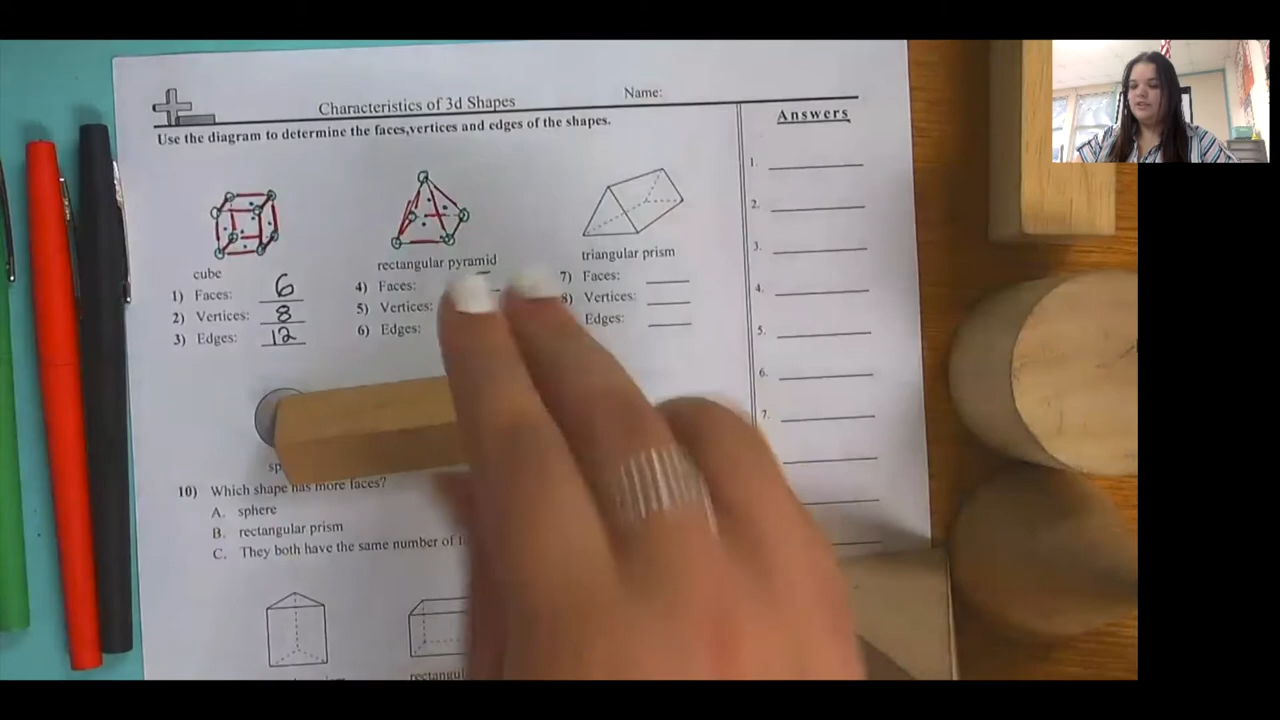 Characteristics of 3d Shapes
Name:
Use the diagram to determine the faces,vertices and edges of the shapes.
Answers
cube
1) Faces: 6
2) Vertices: 8
3) Edges: 12
rectangular pyramid
4) Faces:
5) Vertices:
6) Edges:
triangular prism
7) Faces:
8) Vertices:
Edges:
1.
2.
3.
4.
5.
6.
7.
10) Which shape has more faces?
A. sphere
B. rectangular prism
C. They both have the same number of